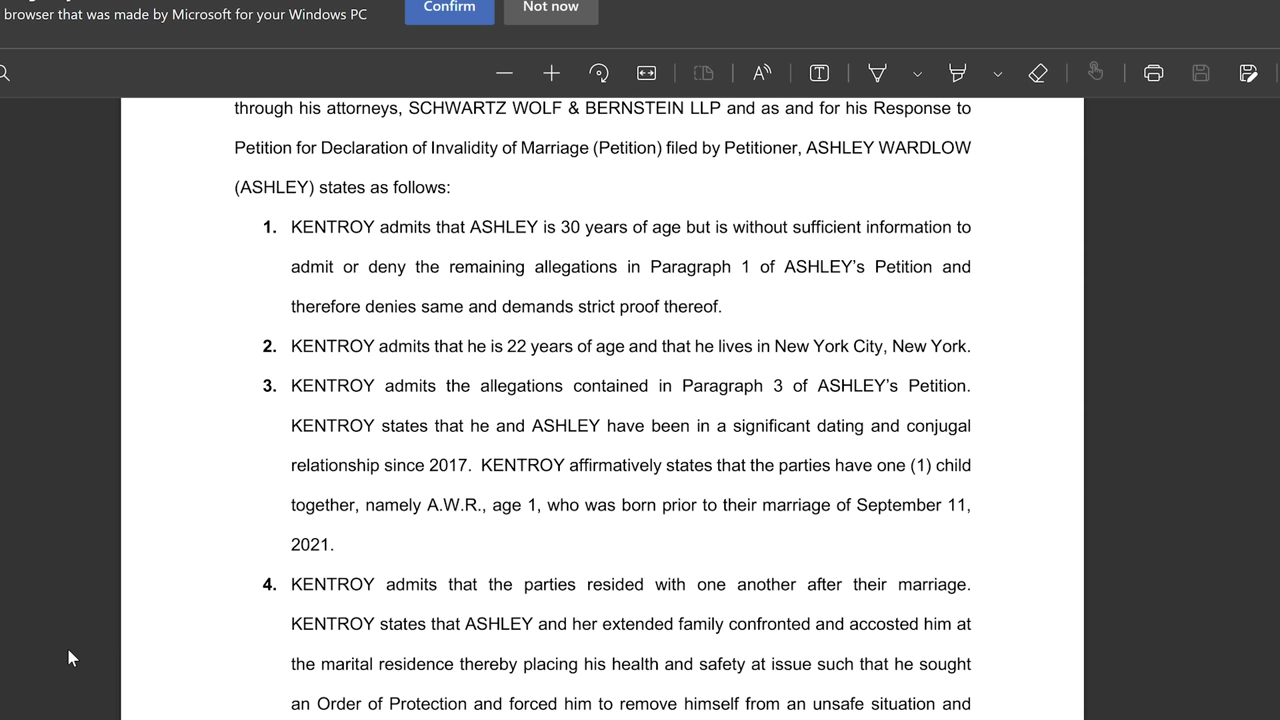 browser that was made by Microsoft for your Windows PC
Confirm
Not now
through his attorneys, SCHWARTZ WOLF & BERNSTEIN LLP and as and for his Response to
Petition for Declaration of Invalidity of Marriage (Petition) filed by Petitioner, ASHLEY WARDLOW
(ASHLEY) states as follows:
1. KENTROY admits that ASHLEY is 30 years of age but is without sufficient information to
admit or deny the remaining allegations in Paragraph 1 of ASHLEY’s Petition and
therefore denies same and demands strict proof thereof.
2. KENTROY admits that he is 22 years of age and that he lives in New York City, New York.
3. KENTROY admits the allegations contained in Paragraph 3 of ASHLEY’s Petition.
KENTROY states that he and ASHLEY have been in a significant dating and conjugal
relationship since 2017.  KENTROY affirmatively states that the parties have one (1) child
together, namely A.W.R., age 1, who was born prior to their marriage of September 11,
2021.
4. KENTROY admits that the parties resided with one another after their marriage.
KENTROY states that ASHLEY and her extended family confronted and accosted him at
the marital residence thereby placing his health and safety at issue such that he sought
an Order of Protection and forced him to remove himself from an unsafe situation and